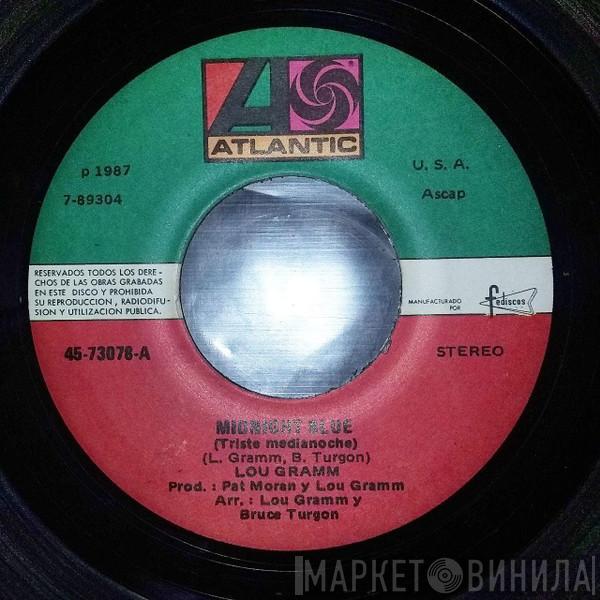 ATLANTIC
p 1987
7-89304
U. S. A.
Ascap
RESERVADOS TODOS LOS DERE-
CHOS DE LAS OBRAS GRABADAS
EN ESTE DISCO Y PROHIBIDA
SU REPRODUCCION, RADIODIFU-
SION Y UTILIZACION PUBLICA.
MANUFACTURADO
POR
fediscos
45-73078-A
STEREO
MIDNIGHT BLUE
(Triste medianoche)
(L. Gramm, B. Turgon)
LOU GRAMM
Prod. : Pat Moran y Lou Gramm
Arr. : Lou Gramm y
Bruce Turgon
МАРКЕТ ВИНИЛА